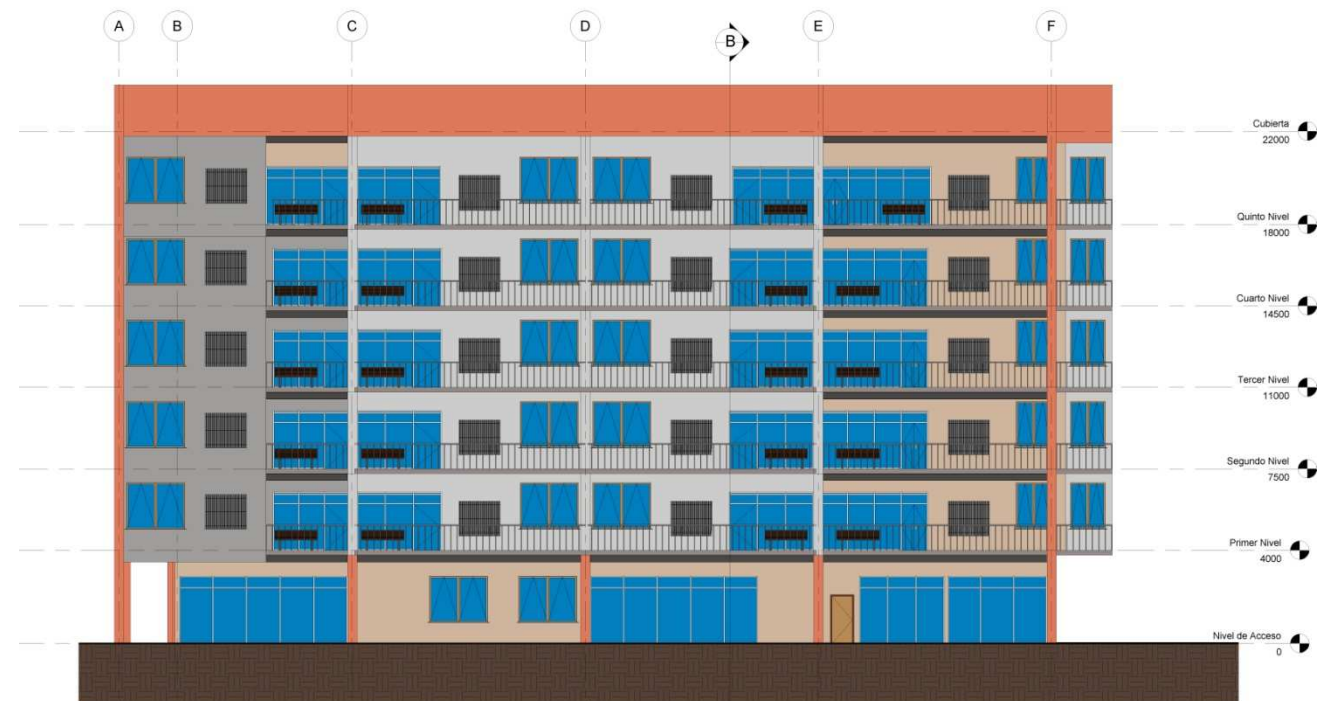 A
B
C
D
B
E
F
Cubierta
22000
Quinto Nivel
18000
Cuarto Nivel
14500
Tercer Nivel
11000
Segundo Nivel
7500
Primer Nivel
4000
Nivel de Acceso
0